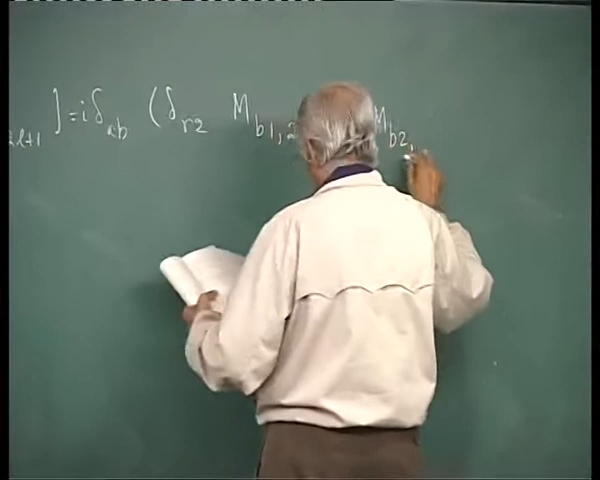 2l+1 ] = i δ_ab (δ_r2 M_b1,2 M_b2,